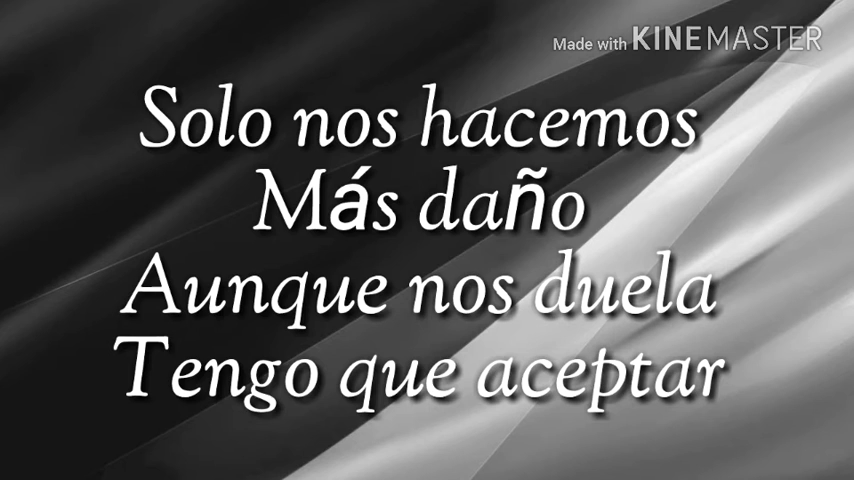 Made with KINEMASTER
Solo nos hacemos
Más daño
Aunque nos duela
Tengo que aceptar